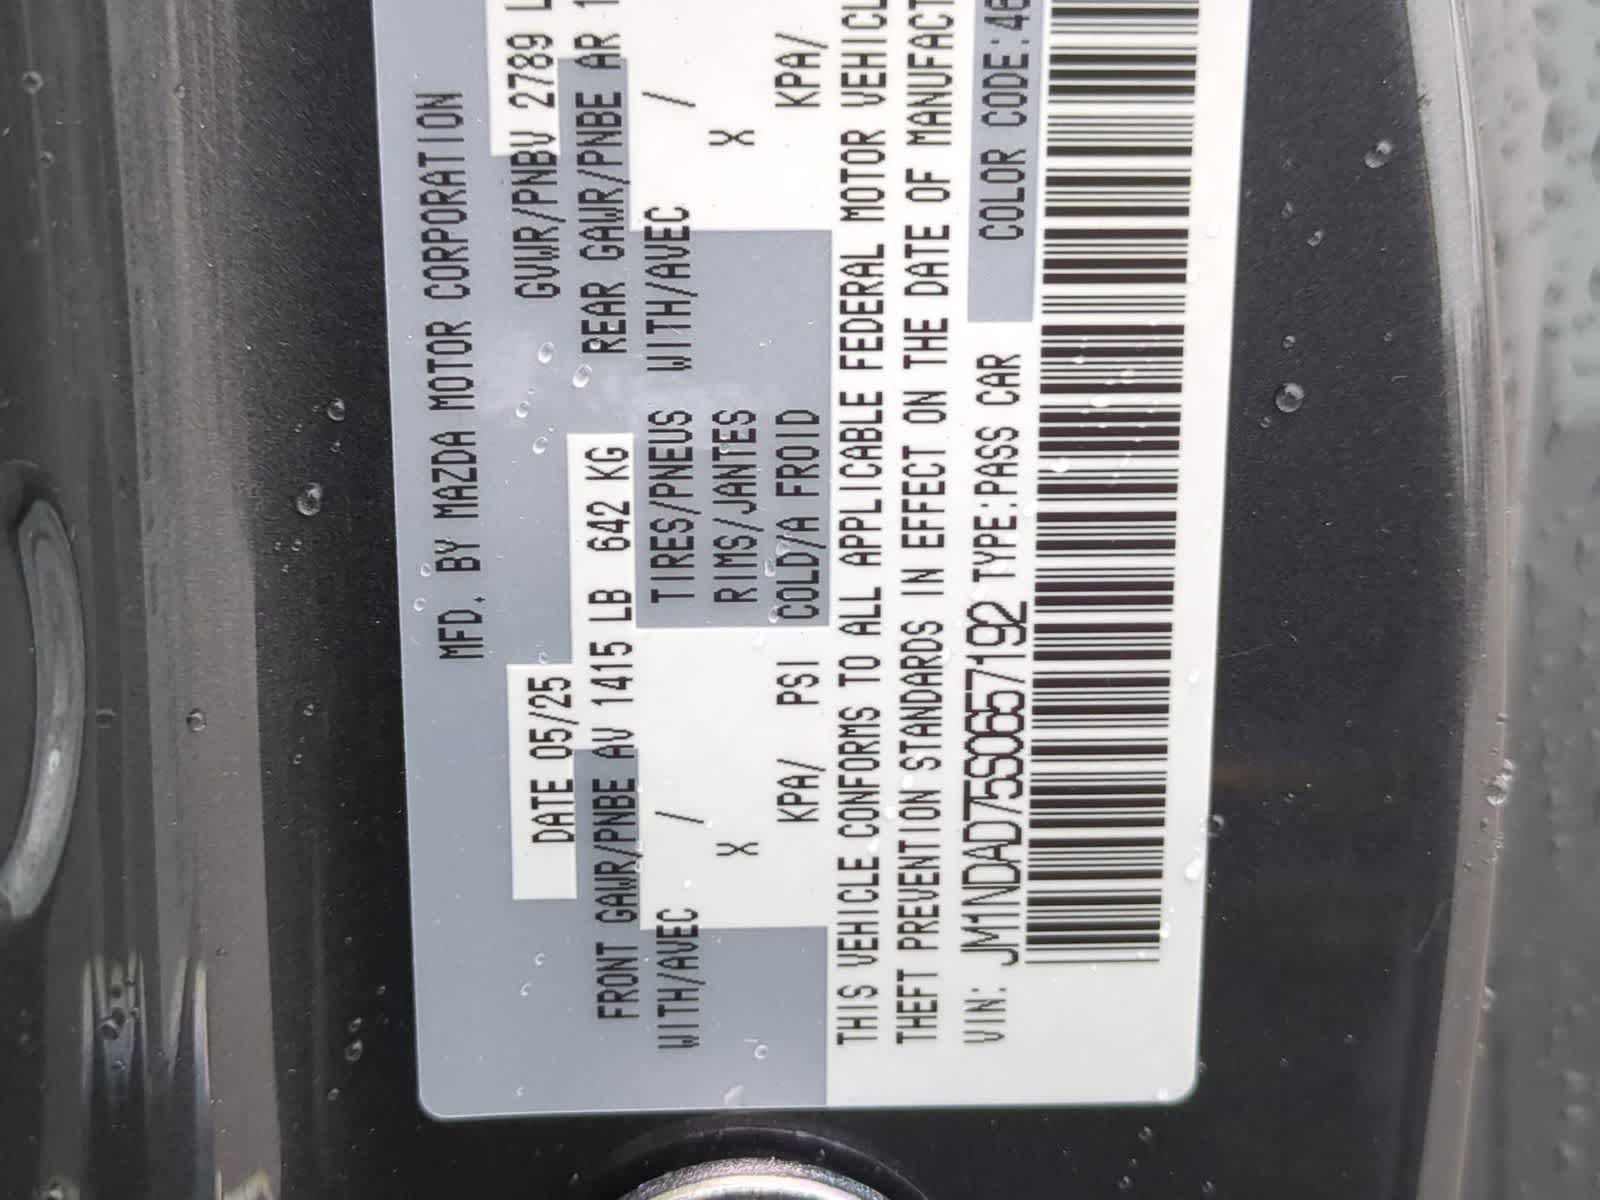 MFD. BY MAZDA MOTOR CORPORATION
DATE 05/25 GVWR/PNBV 2789 L
FRONT GAWR/PNBE AV 1415 LB 642 KG REAR GAWR/PNBE AR 1
WITH/AVEC / TIRES/PNEUS WITH/AVEC /
X RIMS/JANTES X
KPA/ PSI COLD/A FROID KPA/
THIS VEHICLE CONFORMS TO ALL APPLICABLE FEDERAL MOTOR VEHICL
THEFT PREVENTION STANDARDS IN EFFECT ON THE DATE OF MANUFACT
VIN: JM1NDAD75S0657192 TYPE:PASS CAR COLOR CODE:46